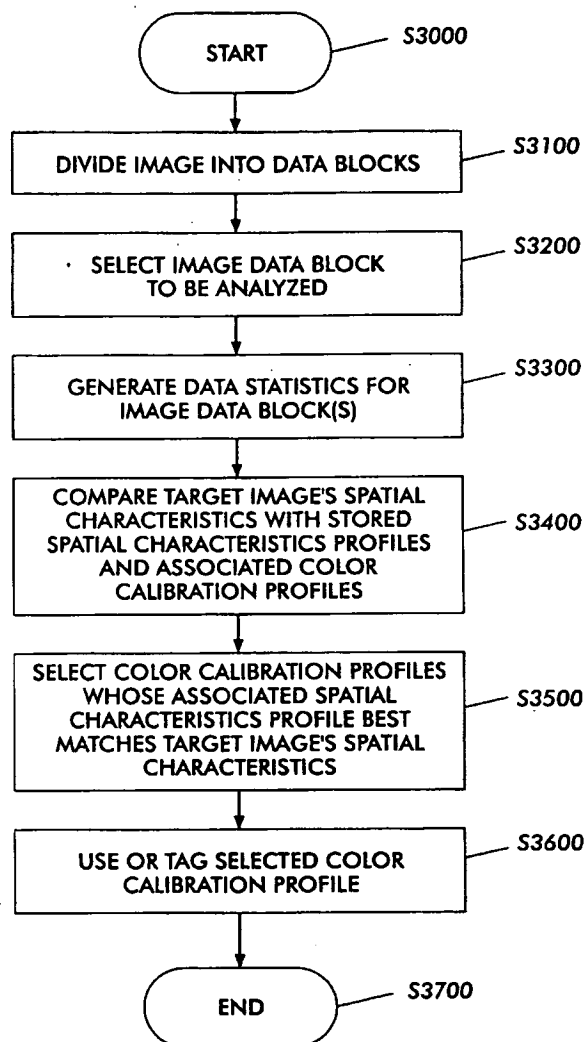 START
S3000
DIVIDE IMAGE INTO DATA BLOCKS
S3100
SELECT IMAGE DATA BLOCK
TO BE ANALYZED
S3200
GENERATE DATA STATISTICS FOR
IMAGE DATA BLOCK(S)
S3300
COMPARE TARGET IMAGE'S SPATIAL
CHARACTERISTICS WITH STORED
SPATIAL CHARACTERISTICS PROFILES
AND ASSOCIATED COLOR
CALIBRATION PROFILES
S3400
SELECT COLOR CALIBRATION PROFILES
WHOSE ASSOCIATED SPATIAL
CHARACTERISTICS PROFILE BEST
MATCHES TARGET IMAGE'S SPATIAL
CHARACTERISTICS
S3500
USE OR TAG SELECTED COLOR
CALIBRATION PROFILE
S3600
END
S3700